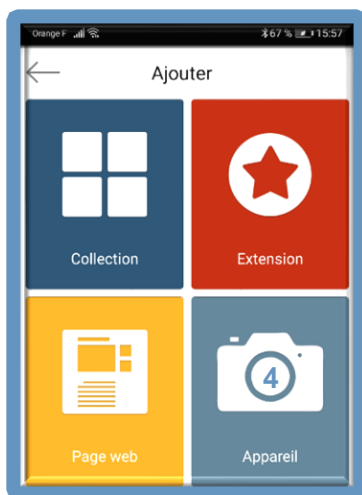 Orange F 67 % 15:57
Ajouter
Collection Extension
4
Page web Appareil